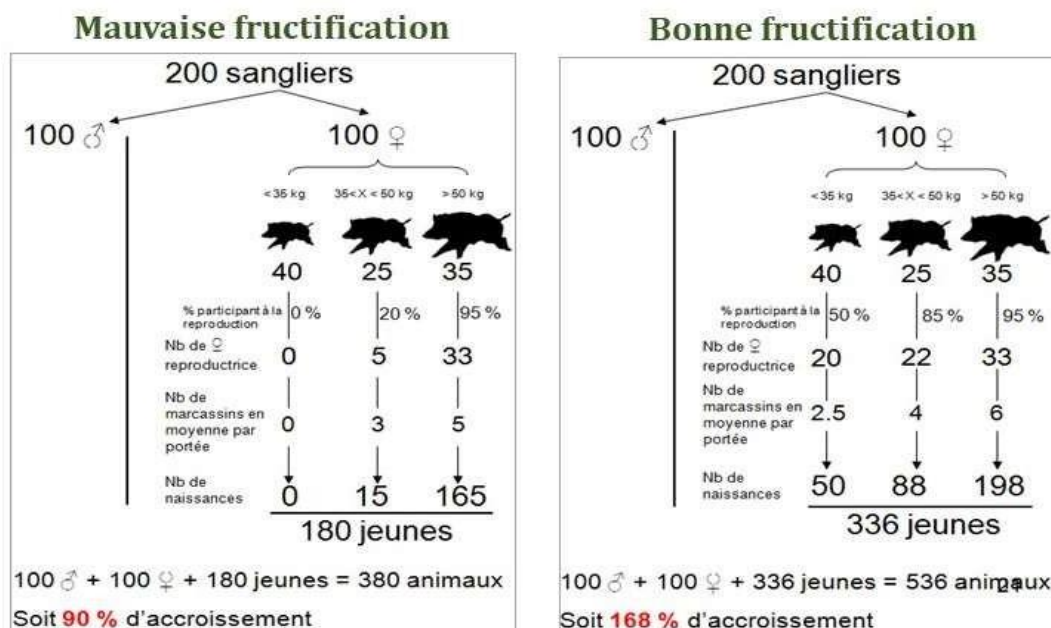 Mauvaise fructification
200 sangliers
100 ♂ 100 ♀
<35 kg 35<X < 50 kg >50 kg
40 25 35
% participant à la
reproduction
0 % 20 % 95 %
Nb de ♀
reproductrice
0 5 33
Nb de
marcassins en
moyenne par
portée
0 3 5
Nb de
naissances
0 15 165
180 jeunes
100 ♂ + 100 ♀ + 180 jeunes = 380 animaux
Soit 90 % d'accroissement
Bonne fructification
200 sangliers
100 ♂ 100 ♀
<35 kg 35<X < 50 kg >50 kg
40 25 35
% participant à la
reproduction
50 % 85 % 95 %
Nb de ♀
reproductrice
20 22 33
Nb de
marcassins en
moyenne par
portée
2.5 4 6
Nb de
naissances
50 88 198
336 jeunes
100 ♂ + 100 ♀ + 336 jeunes = 536 animaux
Soit 168 % d'accroissement